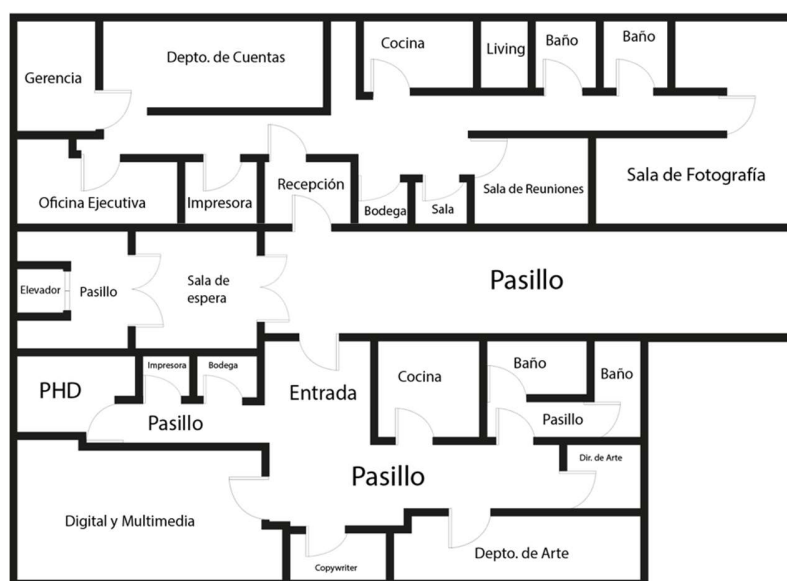 Gerencia
Depto. de Cuentas
Cocina
Living
Baño
Baño
Oficina Ejecutiva
Impresora
Recepción
Bodega
Sala
Sala de Reuniones
Sala de Fotografía
Elevador
Pasillo
Sala de
espera
Pasillo
PHD
Impresora
Bodega
Pasillo
Entrada
Cocina
Baño
Baño
Pasillo
Pasillo
Dir. de Arte
Digital y Multimedia
Copywriter
Depto. de Arte